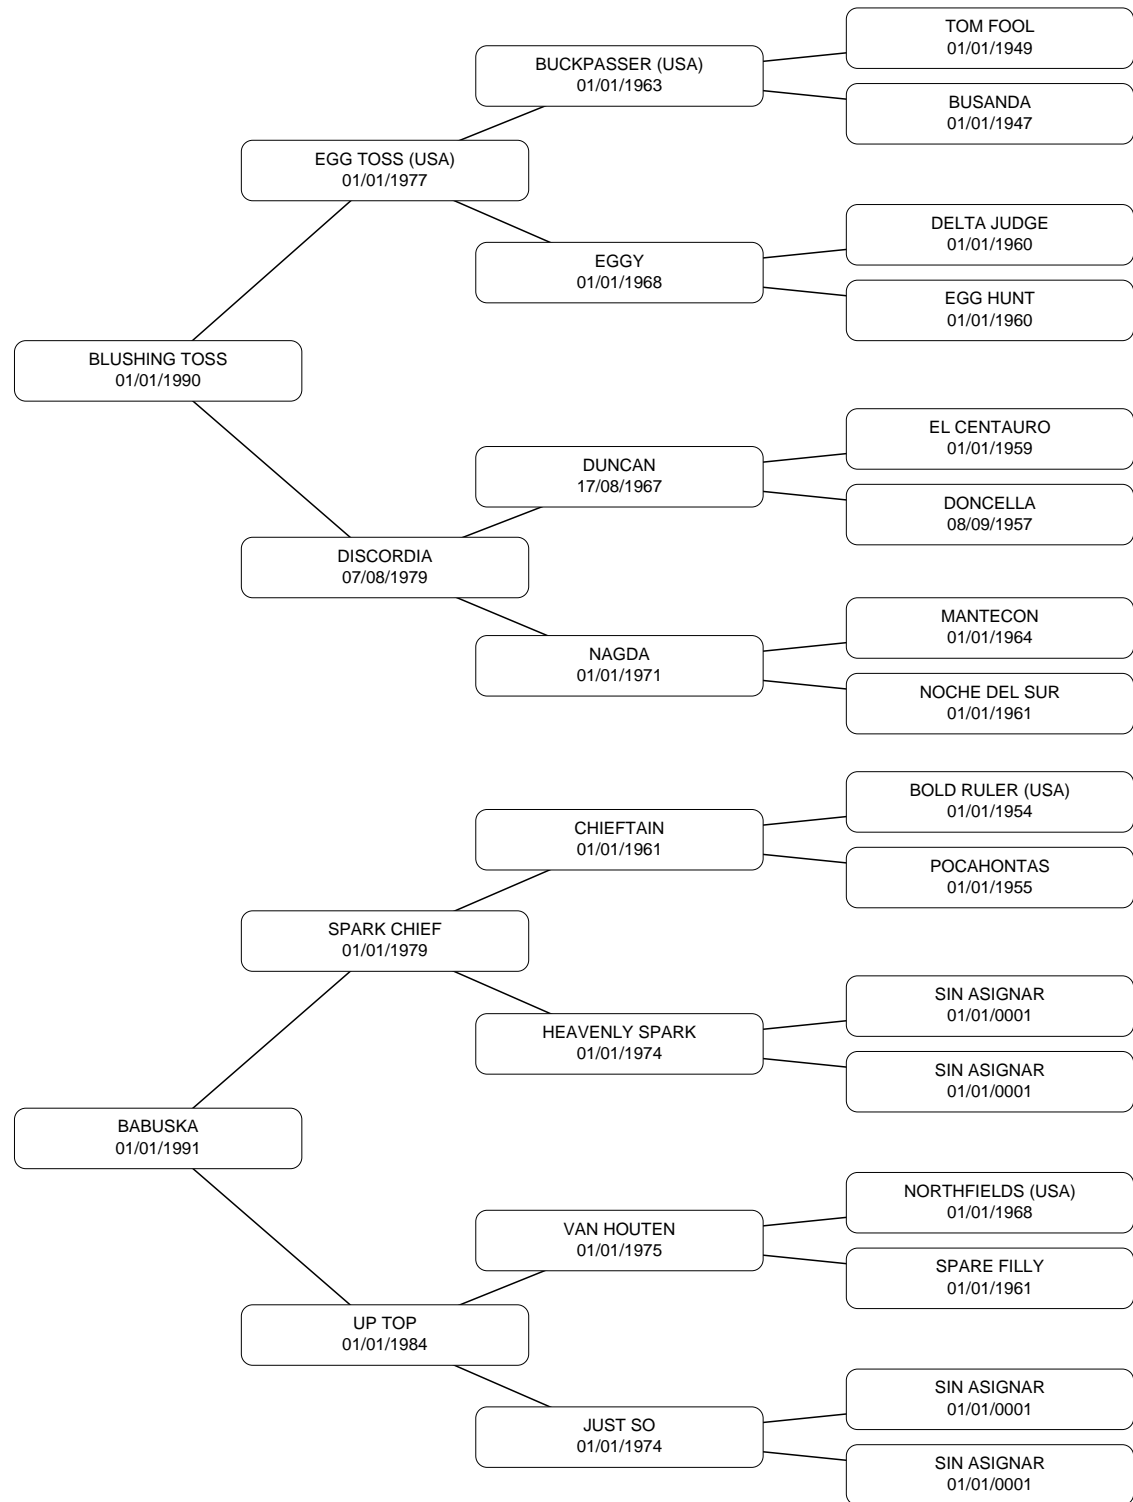 TOM FOOL
01/01/1949
BUCKPASSER (USA)
01/01/1963
BUSANDA
01/01/1947
EGG TOSS (USA)
01/01/1977
DELTA JUDGE
01/01/1960
EGGY
01/01/1968
EGG HUNT
01/01/1960
BLUSHING TOSS
01/01/1990
EL CENTAURO
01/01/1959
DUNCAN
17/08/1967
DONCELLA
08/09/1957
DISCORDIA
07/08/1979
MANTECON
01/01/1964
NAGDA
01/01/1971
NOCHE DEL SUR
01/01/1961
BOLD RULER (USA)
01/01/1954
CHIEFTAIN
01/01/1961
POCAHONTAS
01/01/1955
SPARK CHIEF
01/01/1979
SIN ASIGNAR
01/01/0001
HEAVENLY SPARK
01/01/1974
SIN ASIGNAR
01/01/0001
BABUSKA
01/01/1991
NORTHFIELDS (USA)
01/01/1968
VAN HOUTEN
01/01/1975
SPARE FILLY
01/01/1961
UP TOP
01/01/1984
SIN ASIGNAR
01/01/0001
JUST SO
01/01/1974
SIN ASIGNAR
01/01/0001